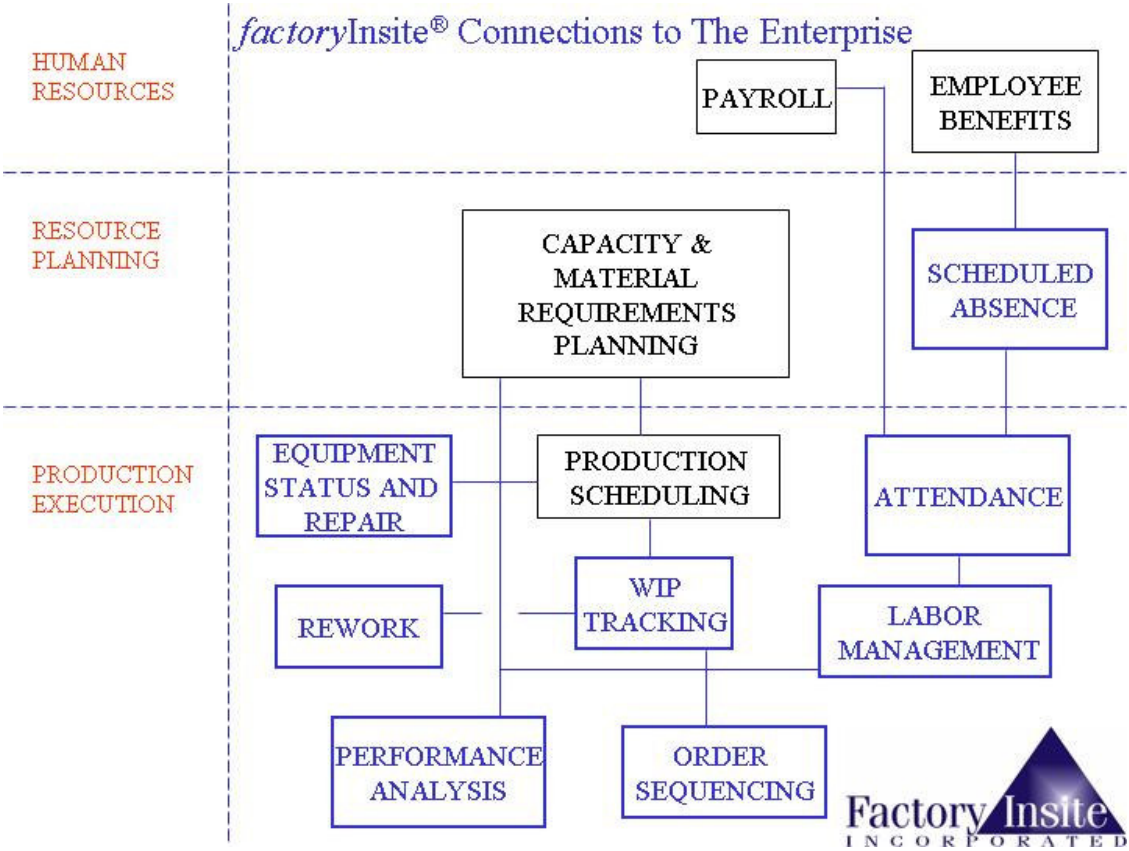 factoryInsite® Connections to The Enterprise
HUMAN
RESOURCES
PAYROLL
EMPLOYEE
BENEFITS
RESOURCE
PLANNING
CAPACITY &
MATERIAL
REQUIREMENTS
PLANNING
SCHEDULED
ABSENCE
PRODUCTION
EXECUTION
EQUIPMENT
STATUS AND
REPAIR
PRODUCTION
SCHEDULING
ATTENDANCE
REWORK
WIP
TRACKING
LABOR
MANAGEMENT
PERFORMANCE
ANALYSIS
ORDER
SEQUENCING
Factory Insite
INCORPORATED